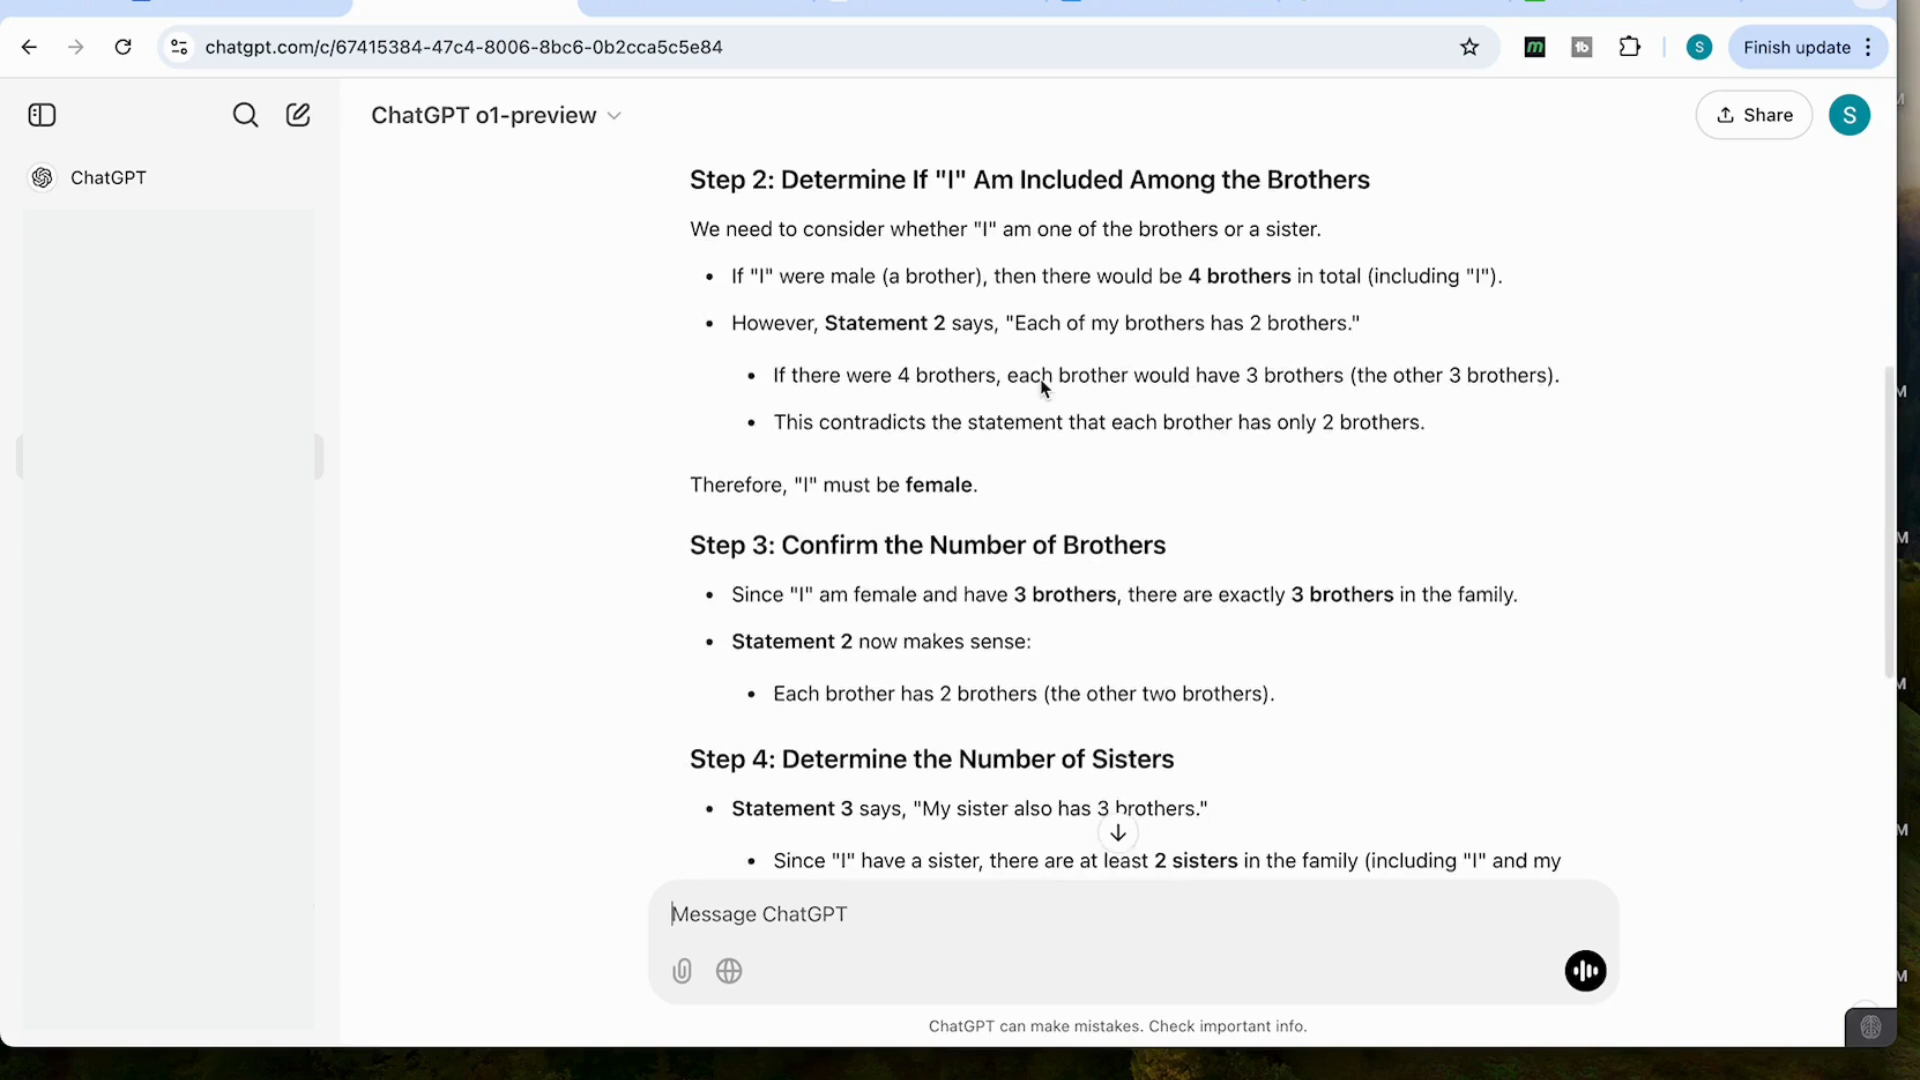 chatgpt.com/c/67415384-47c4-8006-8bc6-0b2cca5c5e84
m
tb
S
Finish update
ChatGPT o1-preview
Share
S
ChatGPT
Step 2: Determine If "I" Am Included Among the Brothers
We need to consider whether "I" am one of the brothers or a sister.
• If "I" were male (a brother), then there would be 4 brothers in total (including "I").
• However, Statement 2 says, "Each of my brothers has 2 brothers."
• If there were 4 brothers, each brother would have 3 brothers (the other 3 brothers).
• This contradicts the statement that each brother has only 2 brothers.
Therefore, "I" must be female.
Step 3: Confirm the Number of Brothers
• Since "I" am female and have 3 brothers, there are exactly 3 brothers in the family.
• Statement 2 now makes sense:
• Each brother has 2 brothers (the other two brothers).
Step 4: Determine the Number of Sisters
• Statement 3 says, "My sister also has 3 brothers."
• Since "I" have a sister, there are at least 2 sisters in the family (including "I" and my
Message ChatGPT
ChatGPT can make mistakes. Check important info.